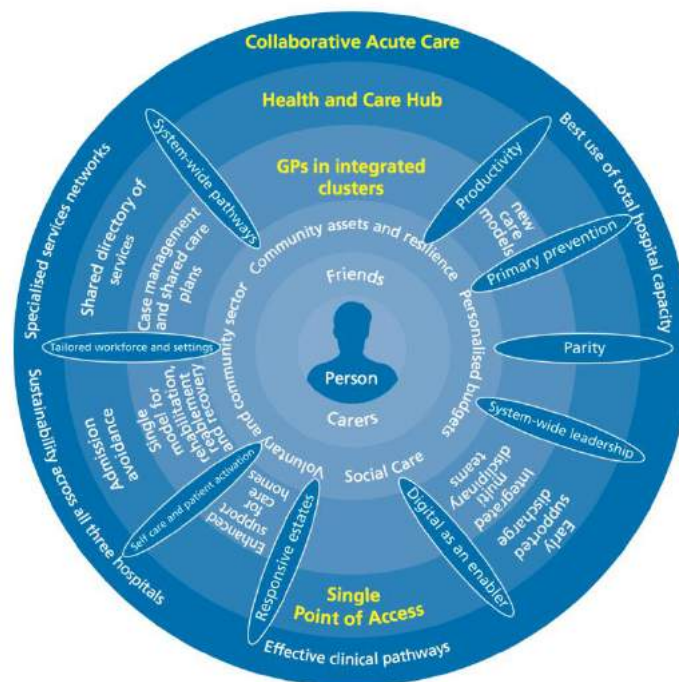 Collaborative Acute Care
Health and Care Hub
GPs in integrated
clusters
Community assets and resilience
Friends
Person
Carers
Social Care
Voluntary and community sector
Personalised budgets
System-wide pathways
Productivity
new
care
models
Primary prevention
Best use of total hospital capacity
Parity
System-wide leadership
Integrated
multi
disciplinary
teams
Early
supported
discharge
Digital as an enabler
Single
Point of Access
Effective clinical pathways
Responsive estates
Enhanced
support
for
care
homes
Self care and patient activation
Single
model for
rehabilitation,
reablement
and recovery
Admission
avoidance
Sustainability across all three hospitals
Tailored workforce and settings
Case management
and shared care
plans
Shared directory of
services
Specialised services networks